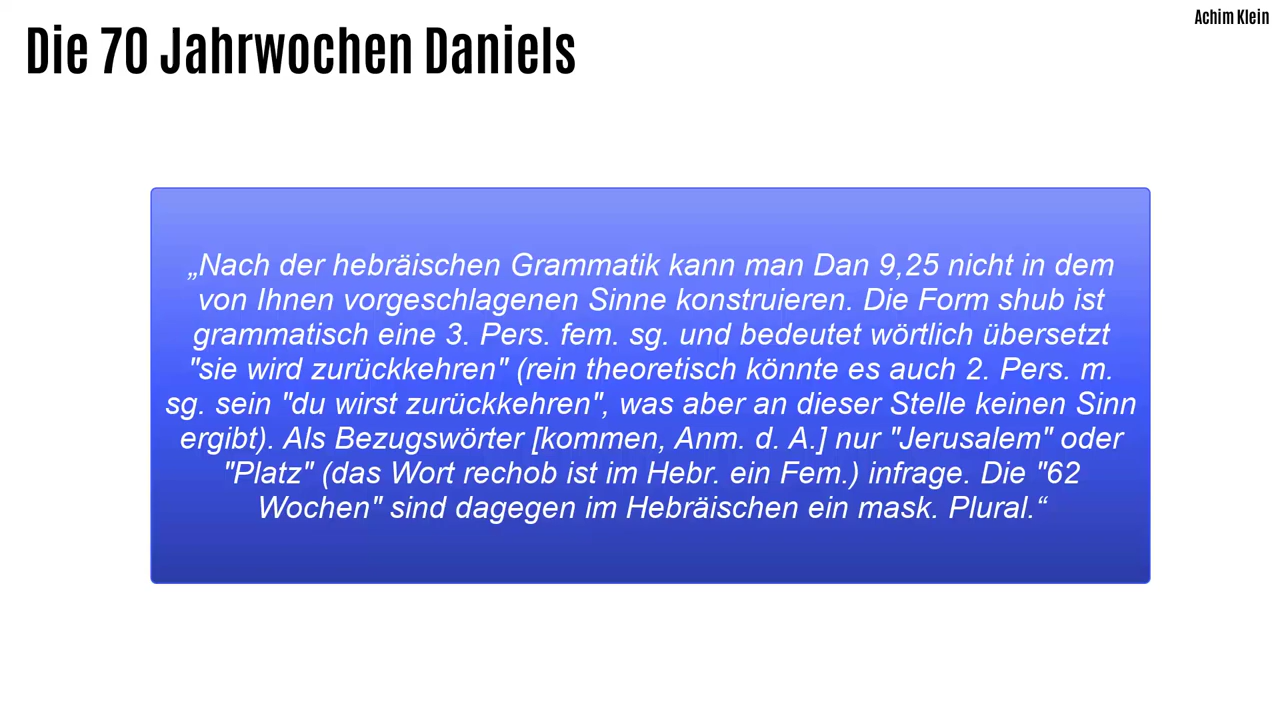 Achim Klein
Die 70 Jahrwochen Daniels
„Nach der hebräischen Grammatik kann man Dan 9,25 nicht in dem
von Ihnen vorgeschlagenen Sinne konstruieren. Die Form shub ist
grammatisch eine 3. Pers. fem. sg. und bedeutet wörtlich übersetzt
"sie wird zurückkehren" (rein theoretisch könnte es auch 2. Pers. m.
sg. sein "du wirst zurückkehren", was aber an dieser Stelle keinen Sinn
ergibt). Als Bezugswörter [kommen, Anm. d. A.] nur "Jerusalem" oder
"Platz" (das Wort rechob ist im Hebr. ein Fem.) infrage. Die "62
Wochen" sind dagegen im Hebräischen ein mask. Plural.“